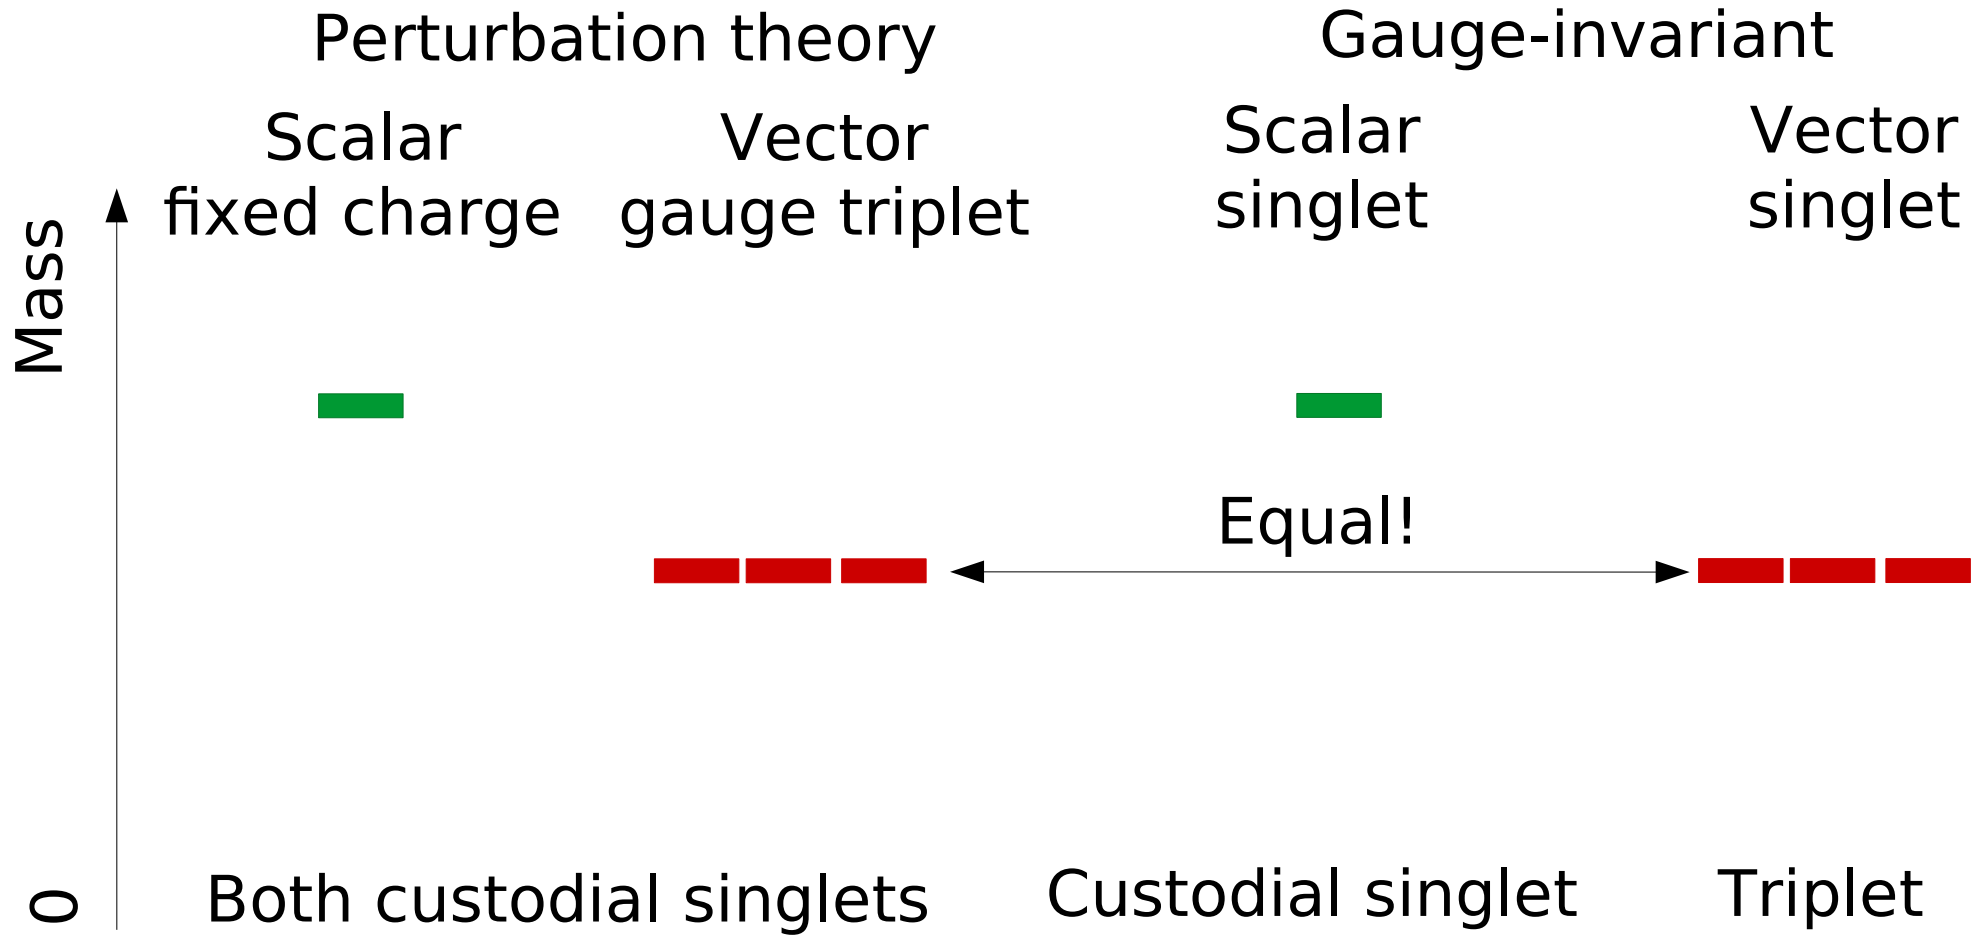 Perturbation theory
Gauge-invariant
Scalar
fixed charge
Vector
gauge triplet
Scalar
singlet
Vector
singlet
Mass
Equal!
0
Both custodial singlets
Custodial singlet
Triplet